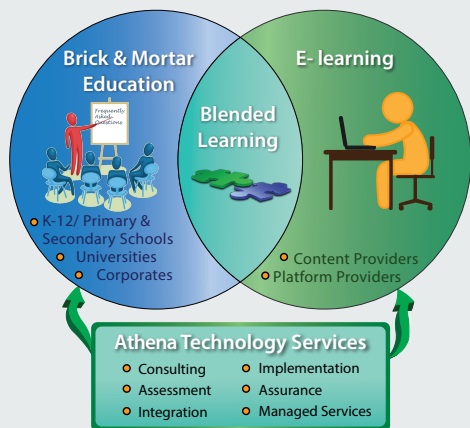 Brick & Mortar
Education
E- learning
Frequently
Asked
Questions
Blended
Learning
K-12/ Primary &
Secondary Schools
Universities
Corporates
Content Providers
Platform Providers
Athena Technology Services
Consulting
Assessment
Integration
Implementation
Assurance
Managed Services